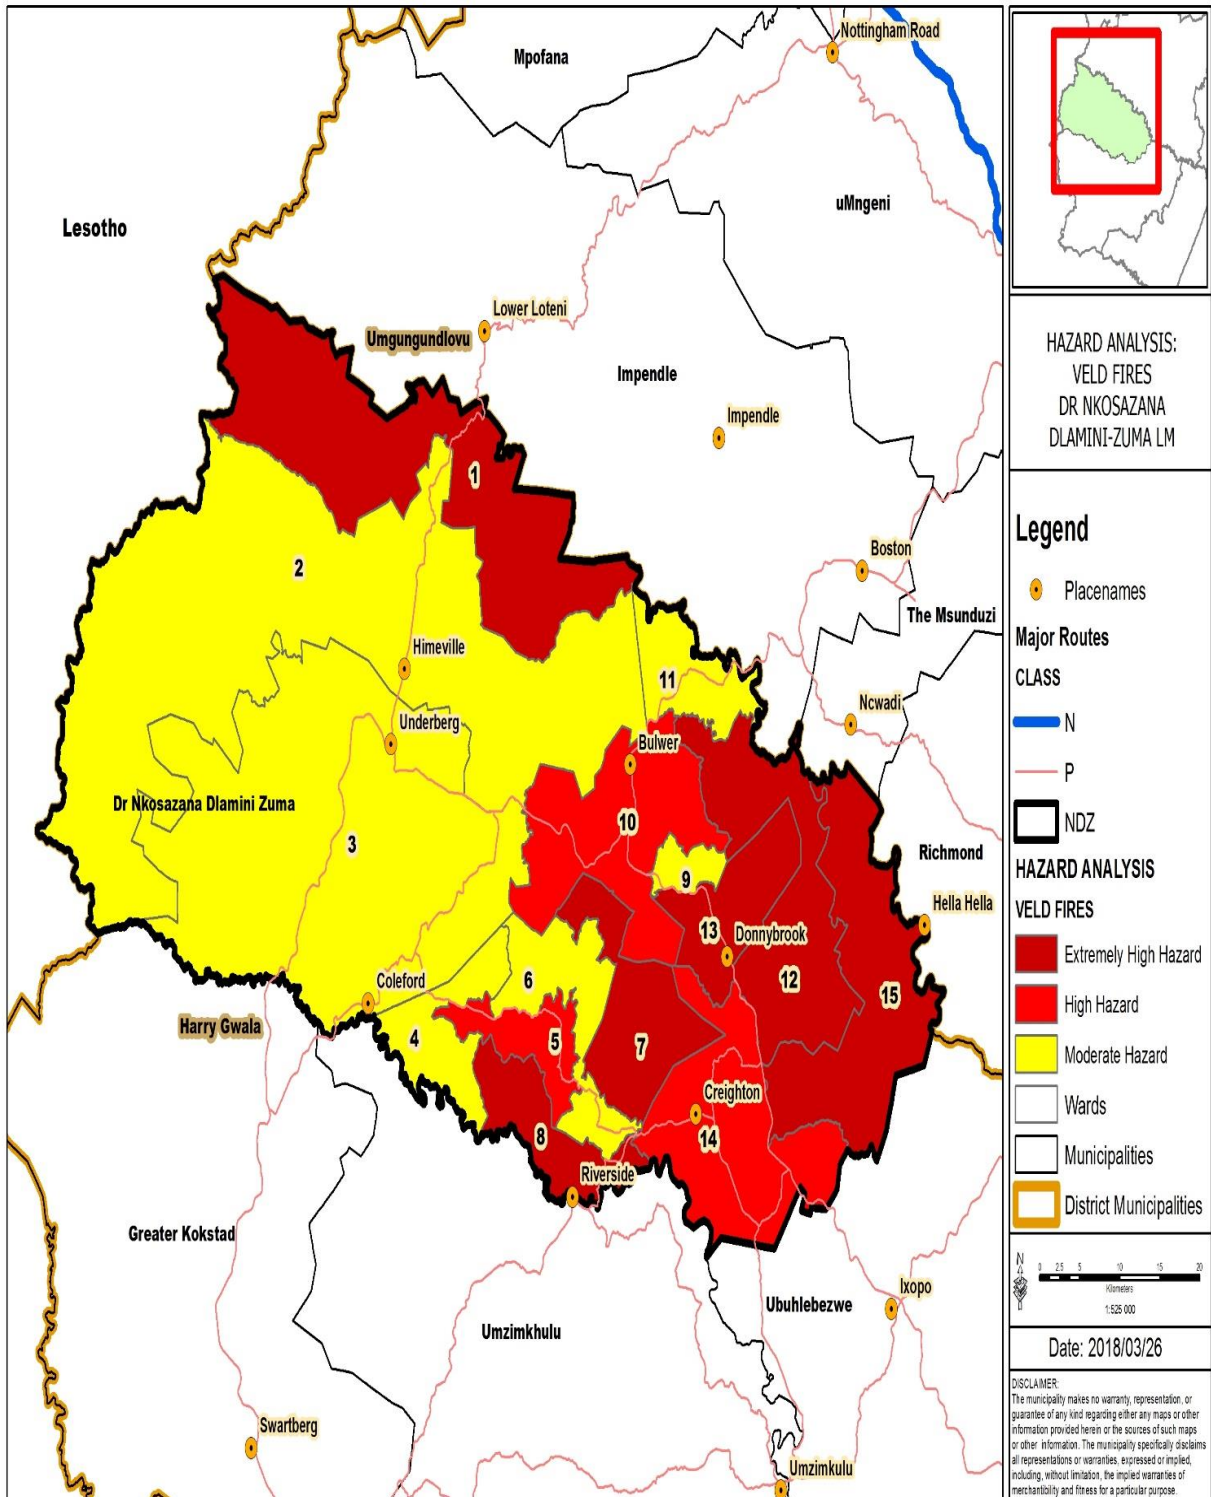 Nottingham Road
Mpofana
uMngeni
Lesotho
Lower Loteni
Umgungundlovu
Impendle
Impendle
1
2
Boston
The Msunduzi
Himeville
11
Ncwadi
Underberg
Bulwer
Dr Nkosazana Dlamini Zuma
3
10
Richmond
9
Hella Hella
13
Donnybrook
6
12
15
Coleford
Harry Gwala
4
5
7
Creighton
8
14
Riverside
Greater Kokstad
Ubuhlebezwe
Ixopo
Umzimkhulu
Swartberg
Umzimkulu
HAZARD ANALYSIS:
VELD FIRES
DR NKOSAZANA
DLAMINI-ZUMA LM
Legend
Placenames
Major Routes
CLASS
N
P
NDZ
HAZARD ANALYSIS
VELD FIRES
Extremely High Hazard
High Hazard
Moderate Hazard
Wards
Municipalities
District Municipalities
N
0 2.5 5 10 15 20
Kilometers
1:525 000
Date: 2018/03/26
DISCLAIMER:
The municipality makes no warranty, representation, or
guarantee of any kind regarding either any maps or other
information provided herein or the sources of such maps
or other information. The municipality specifically disclaims
all representations or warranties, expressed or implied,
including, without limitation, the implied warranties of
merchantibility and fitness for a particular purpose.